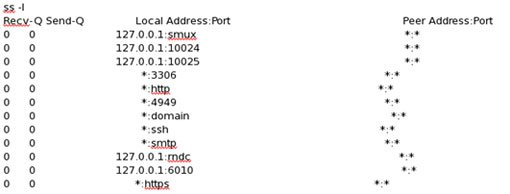 ss -l
Recv-Q Send-Q Local Address:Port Peer Address:Port
0 0 127.0.0.1:smux *:*
0 0 127.0.0.1:10024 *:*
0 0 127.0.0.1:10025 *:*
0 0 *:3306 *:*
0 0 *:http *:*
0 0 *:4949 *:*
0 0 *:domain *:*
0 0 *:ssh *:*
0 0 *:smtp *:*
0 0 127.0.0.1:rndc *:*
0 0 127.0.0.1:6010 *:*
0 0 *:https *:*